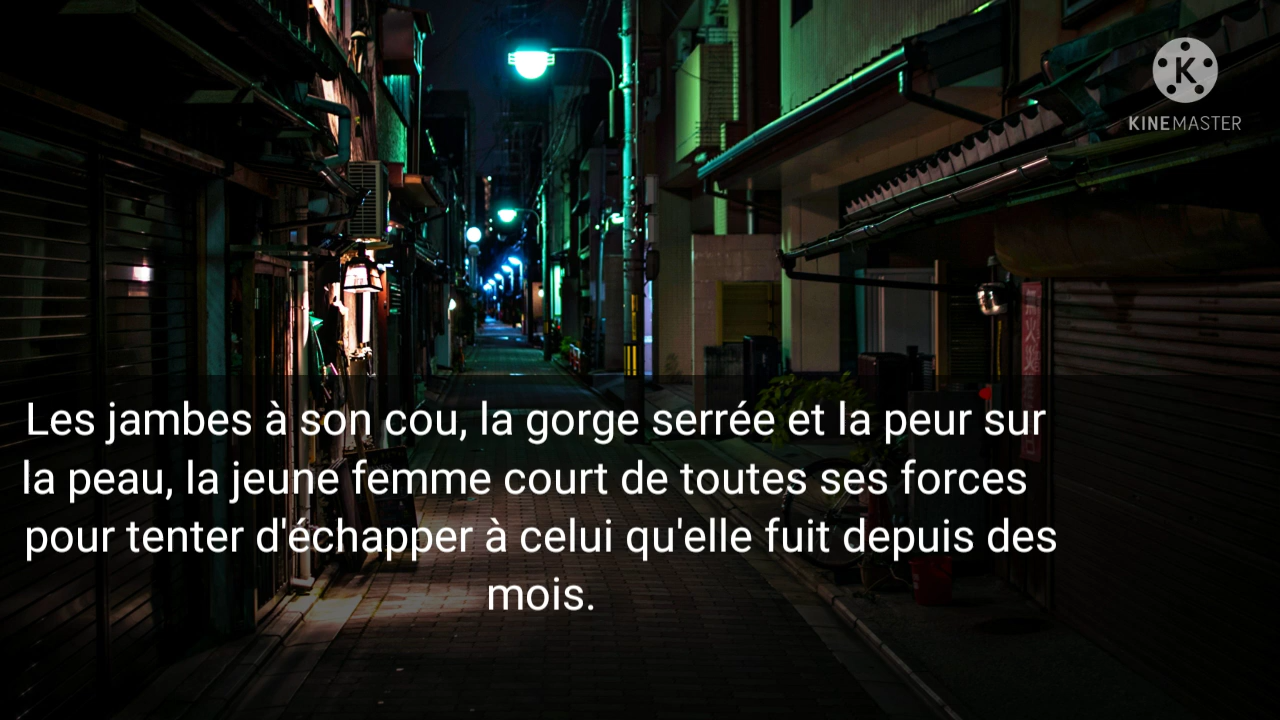 KINEMASTER
Les jambes à son cou, la gorge serrée et la peur sur
la peau, la jeune femme court de toutes ses forces
pour tenter d'échapper à celui qu'elle fuit depuis des
mois.